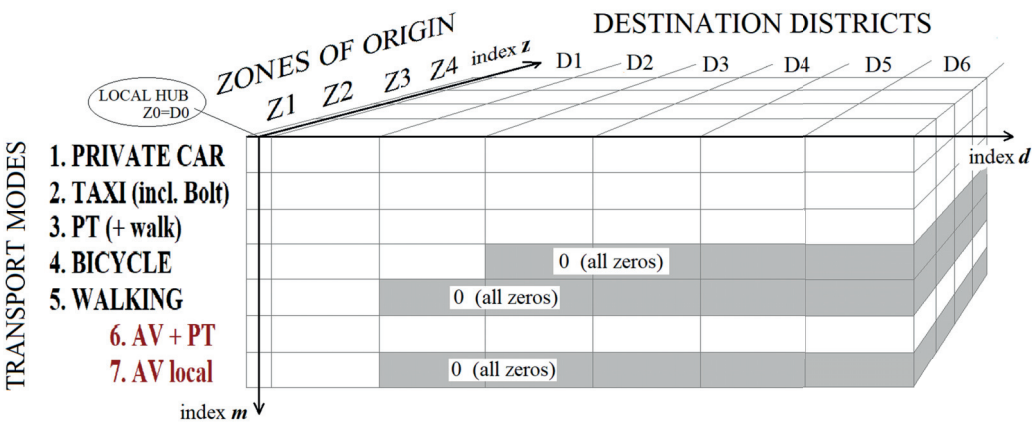 DESTINATION DISTRICTS
ZONES OF ORIGIN
Z1 Z2 Z3 Z4 index z
D1 D2 D3 D4 D5 D6
LOCAL HUB
Z0=D0
index d
TRANSPORT MODES
1. PRIVATE CAR
2. TAXI (incl. Bolt)
3. PT (+ walk)
4. BICYCLE
0 (all zeros)
5. WALKING
0 (all zeros)
6. AV + PT
7. AV local
0 (all zeros)
index m